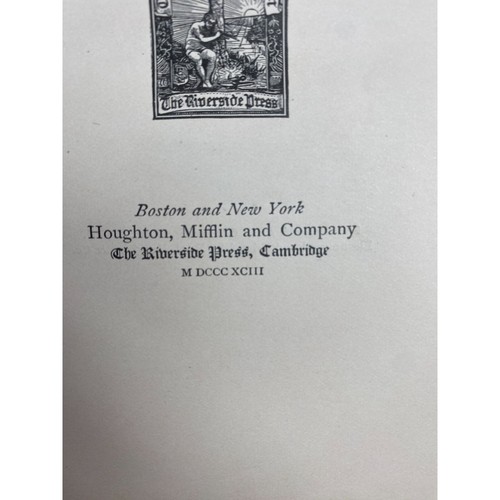 The Riverside Press
Boston and New York
Houghton, Mifflin and Company
The Riverside Press, Cambridge
M DCCC XCIII